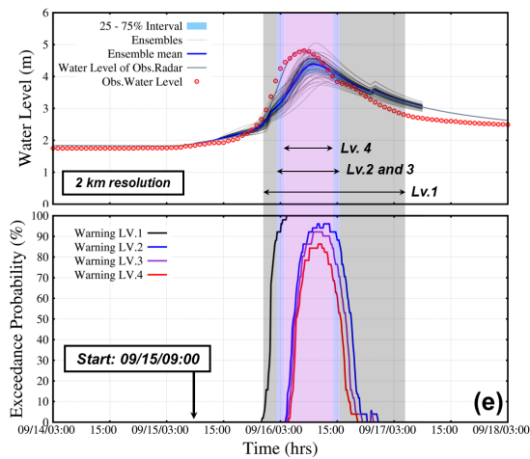 25 - 75% Interval
Ensembles
Ensemble mean
Water Level of Obs.Radar
Obs.Water Level
Water Level (m)
6
5
4
3
2
1
0
Lv. 4
Lv.2 and 3
Lv.1
2 km resolution
Exceedance Probability (%)
100
90
80
70
60
50
40
30
20
10
0
Warning LV.1
Warning LV.2
Warning LV.3
Warning LV.4
Start: 09/15/09:00
(e)
09/14/03:00 15:00 09/15/03:00 15:00 09/16/03:00 15:00 09/17/03:00 15:00 09/18/03:00
Time (hrs)